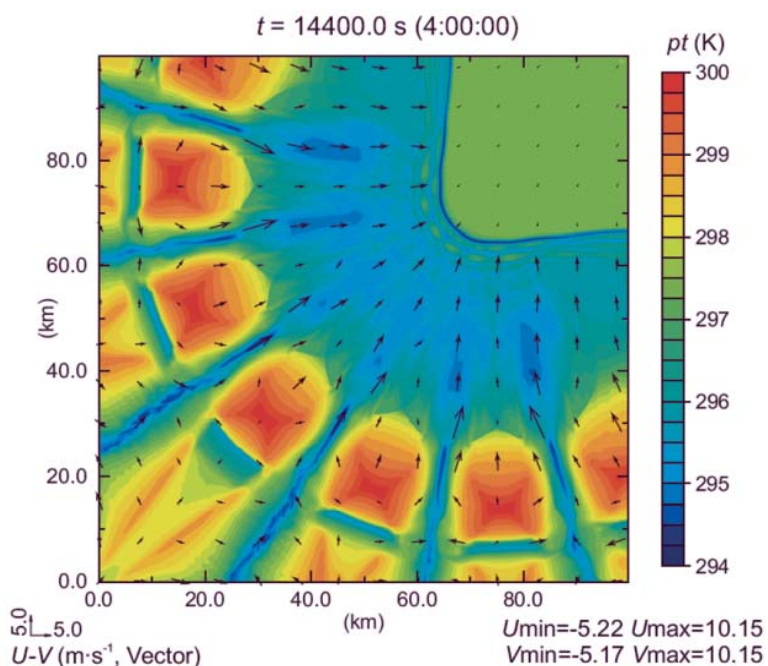 t = 14400.0 s (4:00:00)
pt (K)
300
299
298
297
296
295
294
80.0
60.0
40.0
20.0
0.0
(km)
0.0 20.0 40.0 60.0 80.0
(km)
5.0
5.0
U-V (m·s⁻¹, Vector)
Umin=-5.22 Umax=10.15
Vmin=-5.17 Vmax=10.15